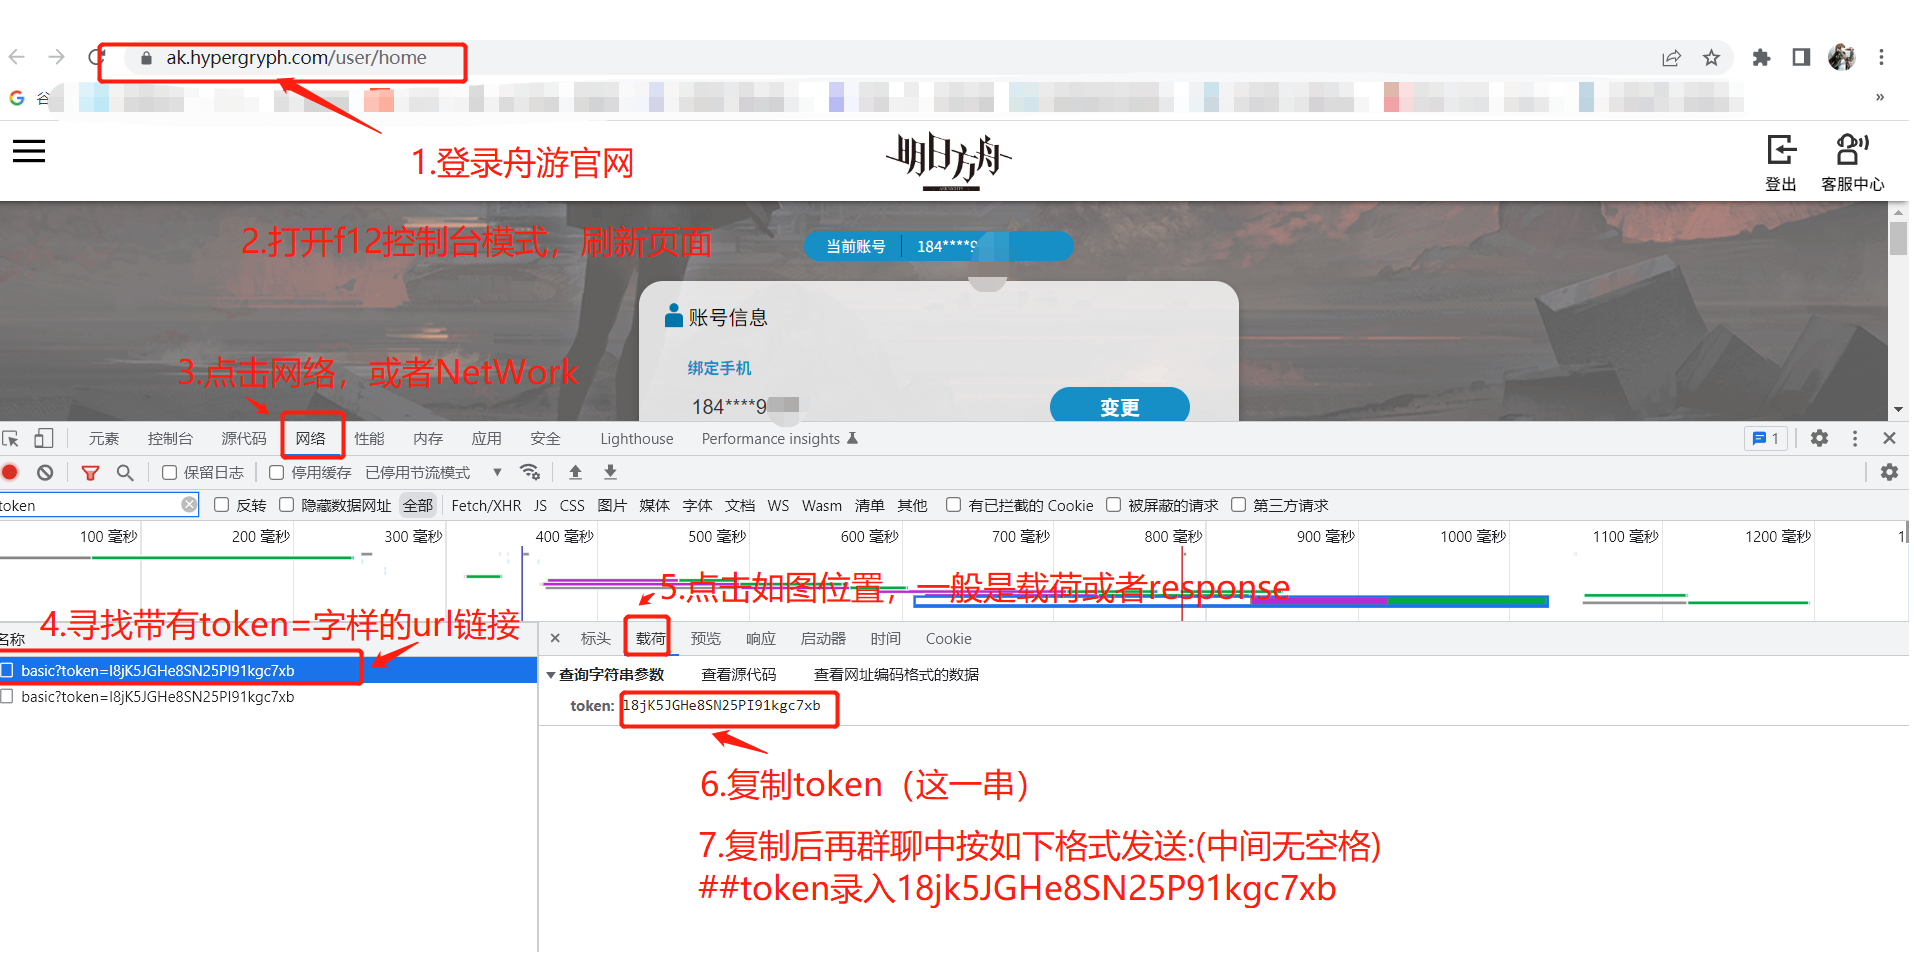 ak.hypergryph.com/user/home
谷
»
1.登录舟游官网
明日方舟
登出
客服中心
2.打开f12控制台模式，刷新页面
当前账号
184****9
账号信息
3.点击网络，或者NetWork
绑定手机
184****9
变更
元素 控制台 源代码 网络 性能 内存 应用 安全 Lighthouse Performance insights 1
保留日志 停用缓存 已停用节流模式
token 反转 隐藏数据网址 全部 Fetch/XHR JS CSS 图片 媒体 字体 文档 WS Wasm 清单 其他 有已拦截的 Cookie 被屏蔽的请求 第三方请求
100 毫秒 200 毫秒 300 毫秒 400 毫秒 500 毫秒 600 毫秒 700 毫秒 800 毫秒 900 毫秒 1000 毫秒 1100 毫秒 1200 毫秒 1
5.点击如图位置，一般是载荷或者response
4.寻找带有token=字样的url链接
名称
标头 载荷 预览 响应 启动器 时间 Cookie
basic?token=l8jK5JGHe8SN25PI91kgc7xb
basic?token=l8jK5JGHe8SN25PI91kgc7xb
查询字符串参数 查看源代码 查看网址编码格式的数据
token: l8jK5JGHe8SN25PI91kgc7xb
6.复制token（这一串）
7.复制后再群聊中按如下格式发送:(中间无空格)
##token录入18jk5JGHe8SN25P91kgc7xb